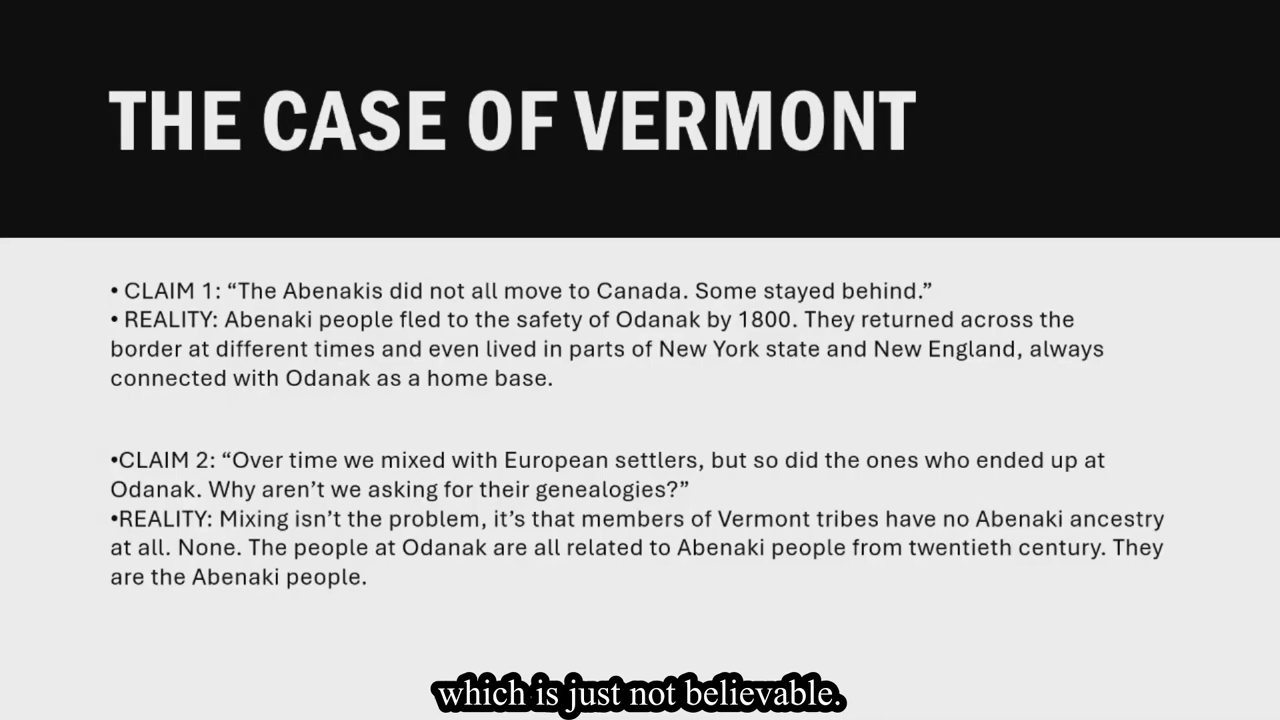 THE CASE OF VERMONT
• CLAIM 1: “The Abenakis did not all move to Canada. Some stayed behind.”
• REALITY: Abenaki people fled to the safety of Odanak by 1800. They returned across the
border at different times and even lived in parts of New York state and New England, always
connected with Odanak as a home base.
•CLAIM 2: “Over time we mixed with European settlers, but so did the ones who ended up at
Odanak. Why aren’t we asking for their genealogies?”
•REALITY: Mixing isn’t the problem, it’s that members of Vermont tribes have no Abenaki ancestry
at all. None. The people at Odanak are all related to Abenaki people from twentieth century. They
are the Abenaki people.
which is just not believable.